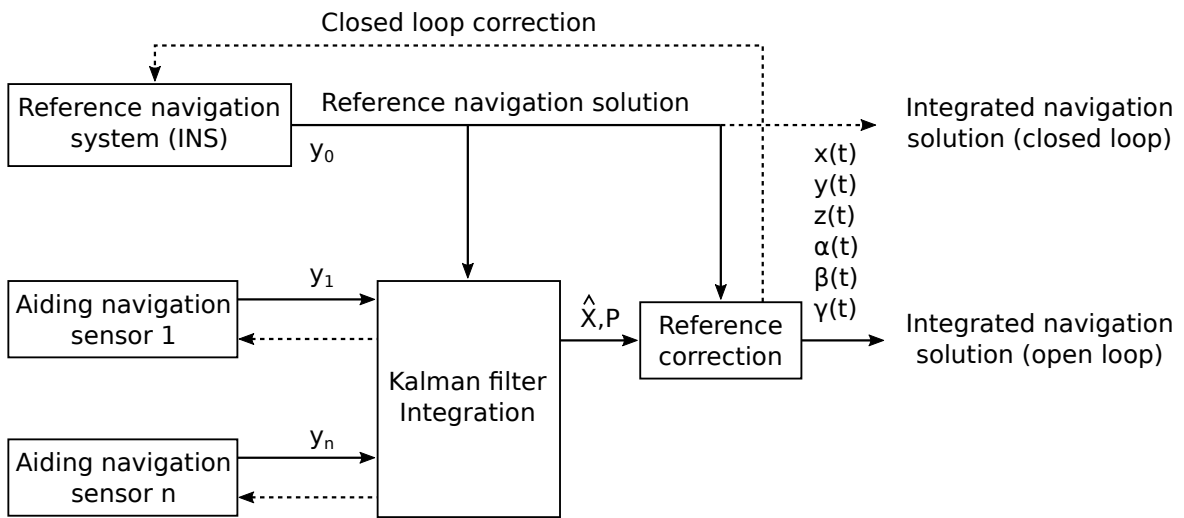 Closed loop correction
Reference navigation
system (INS)
Reference navigation solution
y₀
Integrated navigation
solution (closed loop)
x(t)
y(t)
z(t)
α(t)
β(t)
γ(t)
Aiding navigation
sensor 1
y₁
X̂,P
Reference
correction
Integrated navigation
solution (open loop)
Kalman filter
Integration
Aiding navigation
sensor n
yₙ